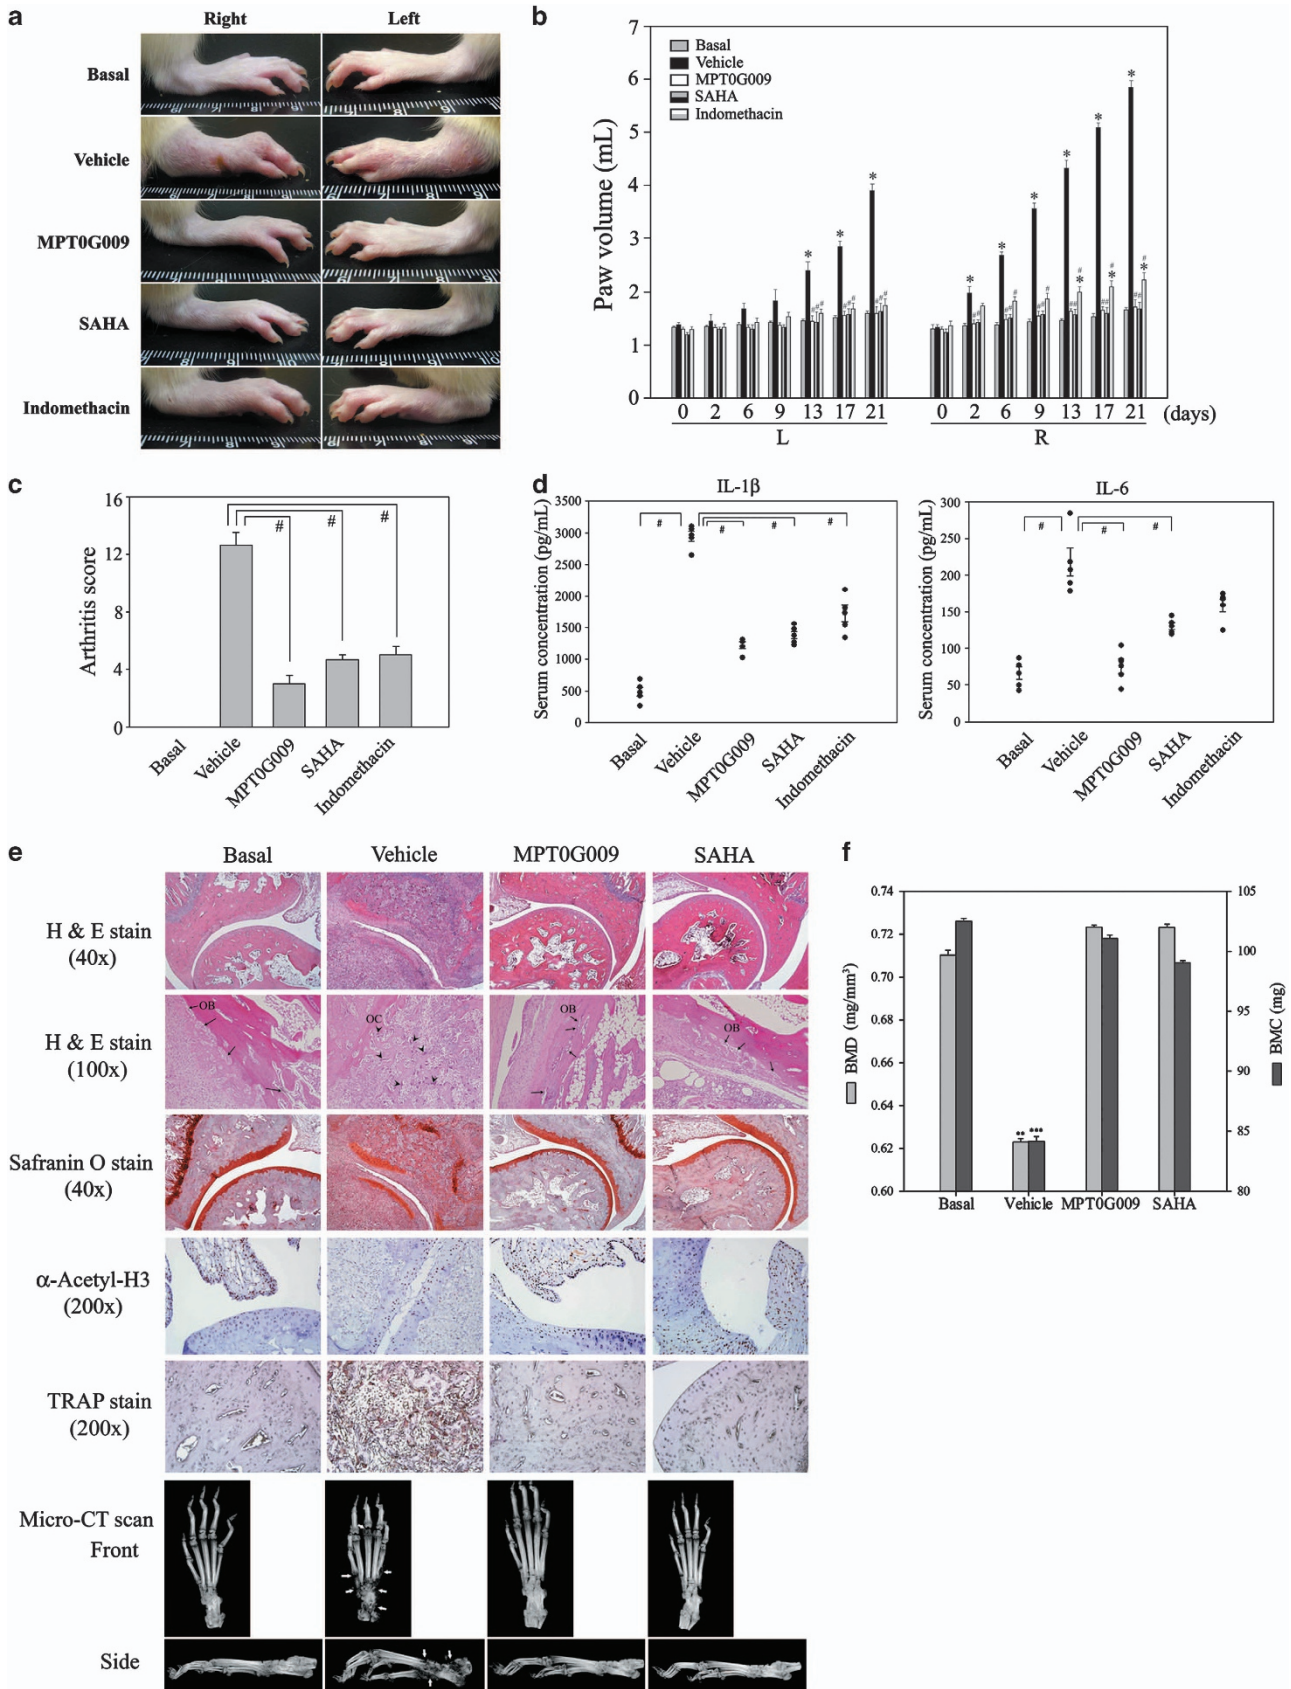 a
Right Left
Basal
Vehicle
MPT0G009
SAHA
Indomethacin
b
Paw volume (mL)
7
6
5
4
3
2
1
0
Basal
Vehicle
MPT0G009
SAHA
Indomethacin
0 2 6 9 13 17 21 0 2 6 9 13 17 21 (days)
L R
c
Arthritis score
16
12
8
4
0
# # #
Basal Vehicle MPT0G009 SAHA Indomethacin
d
IL-1β
Serum concentration (pg/mL)
3500
3000
2500
2000
1500
1000
500
0
# # # #
Basal Vehicle MPT0G009 SAHA Indomethacin
IL-6
Serum concentration (pg/mL)
300
250
200
150
100
50
0
# # #
Basal Vehicle MPT0G009 SAHA Indomethacin
e
Basal Vehicle MPT0G009 SAHA
H & E stain
(40x)
H & E stain
(100x)
OB OC OB OB
Safranin O stain
(40x)
α-Acetyl-H3
(200x)
TRAP stain
(200x)
Micro-CT scan
Front
Side
f
BMD (mg/mm³)
0.74
0.72
0.70
0.68
0.66
0.64
0.62
0.60
105
100
95
90
85
80
BMC (mg)
Basal Vehicle MPT0G009 SAHA